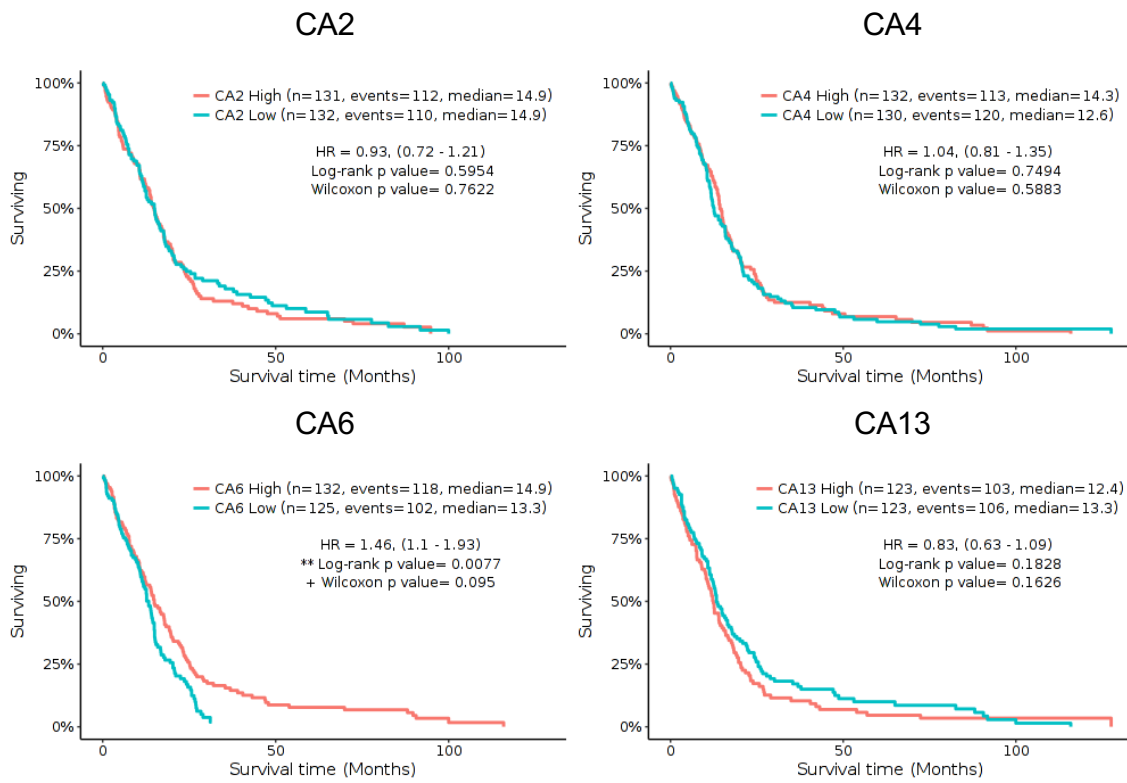 CA2
100%
75%
50%
25%
0%
Surviving
CA2 High (n=131, events=112, median=14.9)
CA2 Low (n=132, events=110, median=14.9)
HR = 0.93, (0.72 - 1.21)
Log-rank p value= 0.5954
Wilcoxon p value= 0.7622
0 50 100
Survival time (Months)
CA4
100%
75%
50%
25%
0%
Surviving
CA4 High (n=132, events=113, median=14.3)
CA4 Low (n=130, events=120, median=12.6)
HR = 1.04, (0.81 - 1.35)
Log-rank p value= 0.7494
Wilcoxon p value= 0.5883
0 50 100
Survival time (Months)
CA6
100%
75%
50%
25%
0%
Surviving
CA6 High (n=132, events=118, median=14.9)
CA6 Low (n=125, events=102, median=13.3)
HR = 1.46, (1.1 - 1.93)
** Log-rank p value= 0.0077
+ Wilcoxon p value= 0.095
0 50 100
Survival time (Months)
CA13
100%
75%
50%
25%
0%
Surviving
CA13 High (n=123, events=103, median=12.4)
CA13 Low (n=123, events=106, median=13.3)
HR = 0.83, (0.63 - 1.09)
Log-rank p value= 0.1828
Wilcoxon p value= 0.1626
0 50 100
Survival time (Months)